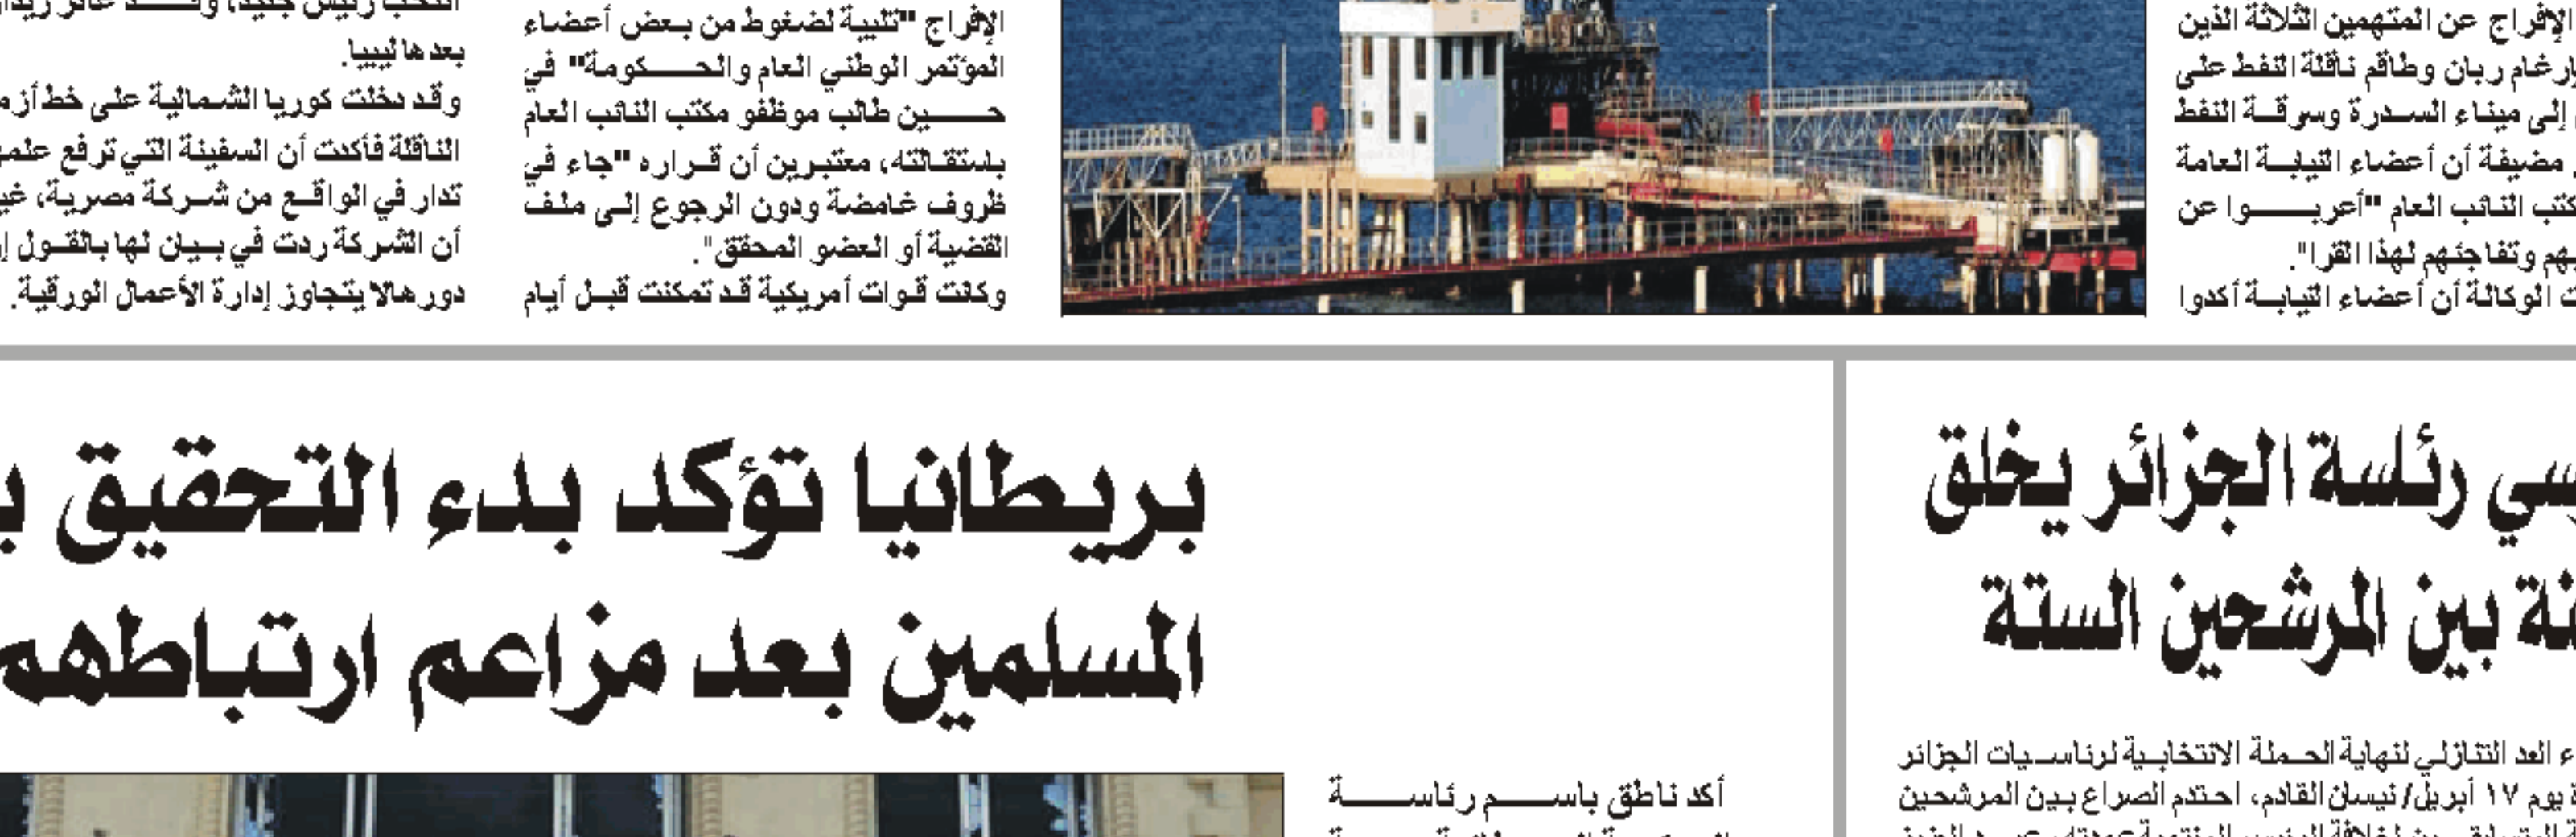 الإفراج عن المتهمين الثلاثة الذين
بارغام ربان وطاقم ناقلة النفط على
إلى ميناء السدرة وسرقة النفط
مضيفة أن أعضاء النيابة العامة
النائب العام "أعربوا عن
وتفاجئهم لهذا القرا".
الوكالة أن أعضاء النيابة أكدوا
الإفراج "تلبية لضغوط من بعض أعضاء
المؤتمر الوطني العام والحكومة" في
حين طالب موظفو مكتب النائب العام
باستقالته، معتبرين أن قراره "جاء في
ظروف غامضة ودون الرجوع إلى ملف
القضية أو العضو المحقق".
وكانت قوات أمريكية قد تمكنت قبل أيام
بعدها ليبيا.
وقد دخلت كوريا الشمالية على خط
الناقلة فأكدت أن السفينة التي ترفع
تدار في الواقع من شركة مصرية،
أن الشركة ردت في بيان لها بالقول
دورها لا يتجاوز إدارة الأعمال الورقية.
رئاسة الجزائر يخلق
بين المرشحين الستة
العد التنازلي لنهاية الحملة الانتخابية لرئاسيات الجزائر
يوم ١٧ أبريل/ نيسان القادم، احتدم الصراع بين المرشحين
بريطانيا تؤكد بدء التحقيق
المسلمين بعد مزاعم ارتباطهم
أكد ناطق باسم رئاسة